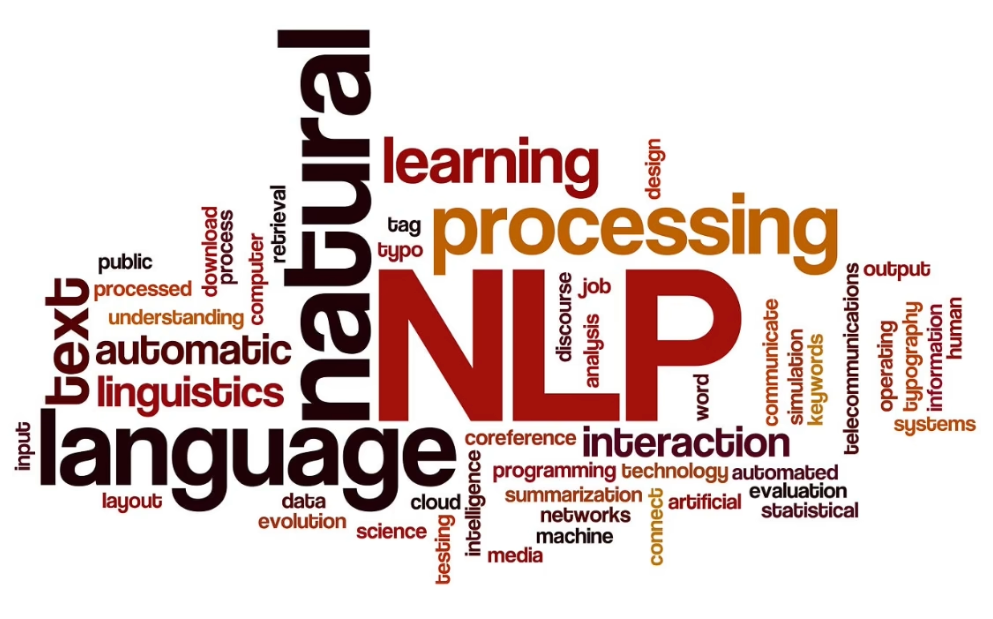 natural
learning
design
processing
tag
typo
retrieval
download
process
computer
public
processed
understanding
text
automatic
linguistics
NLP
discourse
job
analysis
word
communicate
simulation
keywords
telecommunications
output
operating
typography
information
human
systems
input
language
coreference
interaction
programming
technology
automated
layout
data
evolution
cloud
science
testing
intelligence
summarization
networks
machine
media
connect
artificial
evaluation
statistical